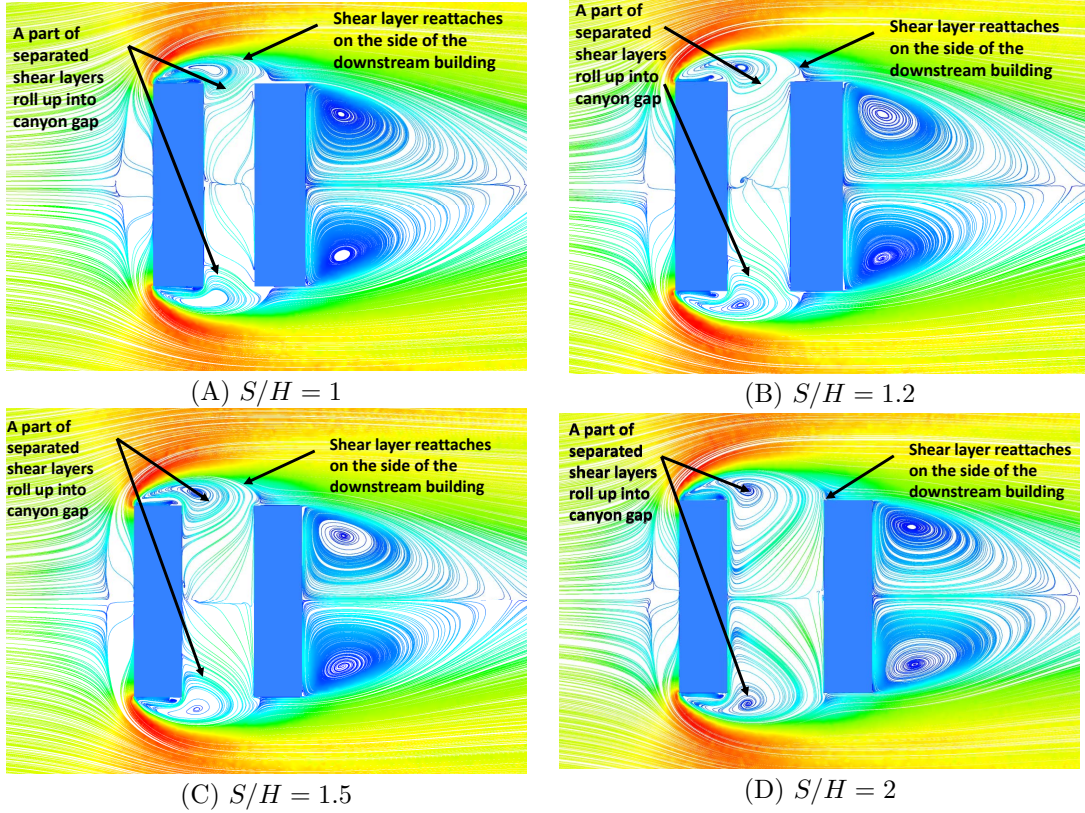 A part of
separated
shear layers
roll up into
canyon gap
Shear layer reattaches
on the side of the
downstream building
(A) S/H = 1
A part of
separated
shear layers
roll up into
canyon gap
Shear layer reattaches
on the side of the
downstream building
(B) S/H = 1.2
A part of
separated
shear layers
roll up into
canyon gap
Shear layer reattaches
on the side of the
downstream building
(C) S/H = 1.5
A part of
separated
shear layers
roll up into
canyon gap
Shear layer reattaches
on the side of the
downstream building
(D) S/H = 2